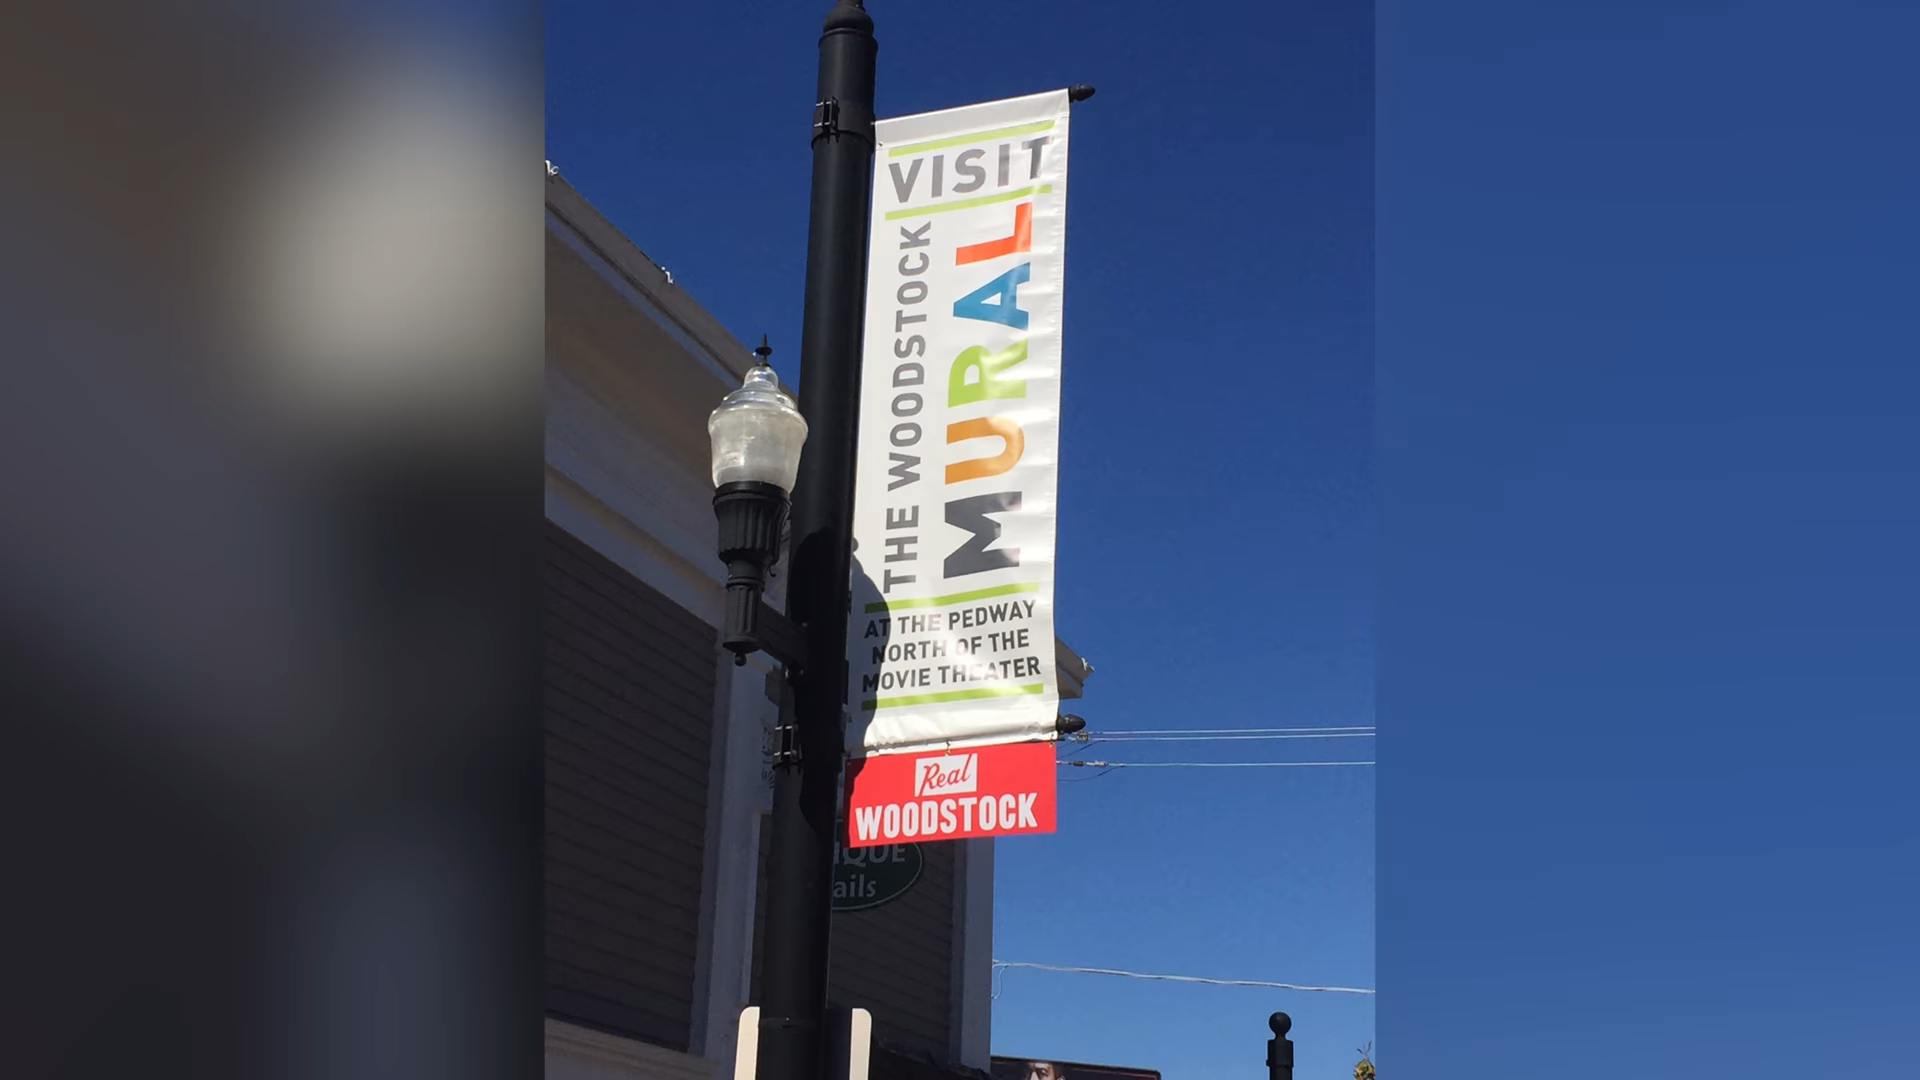 VISIT
THE WOODSTOCK
MURAL
AT THE PEDWAY
NORTH OF THE
MOVIE THEATER
Real
WOODSTOCK